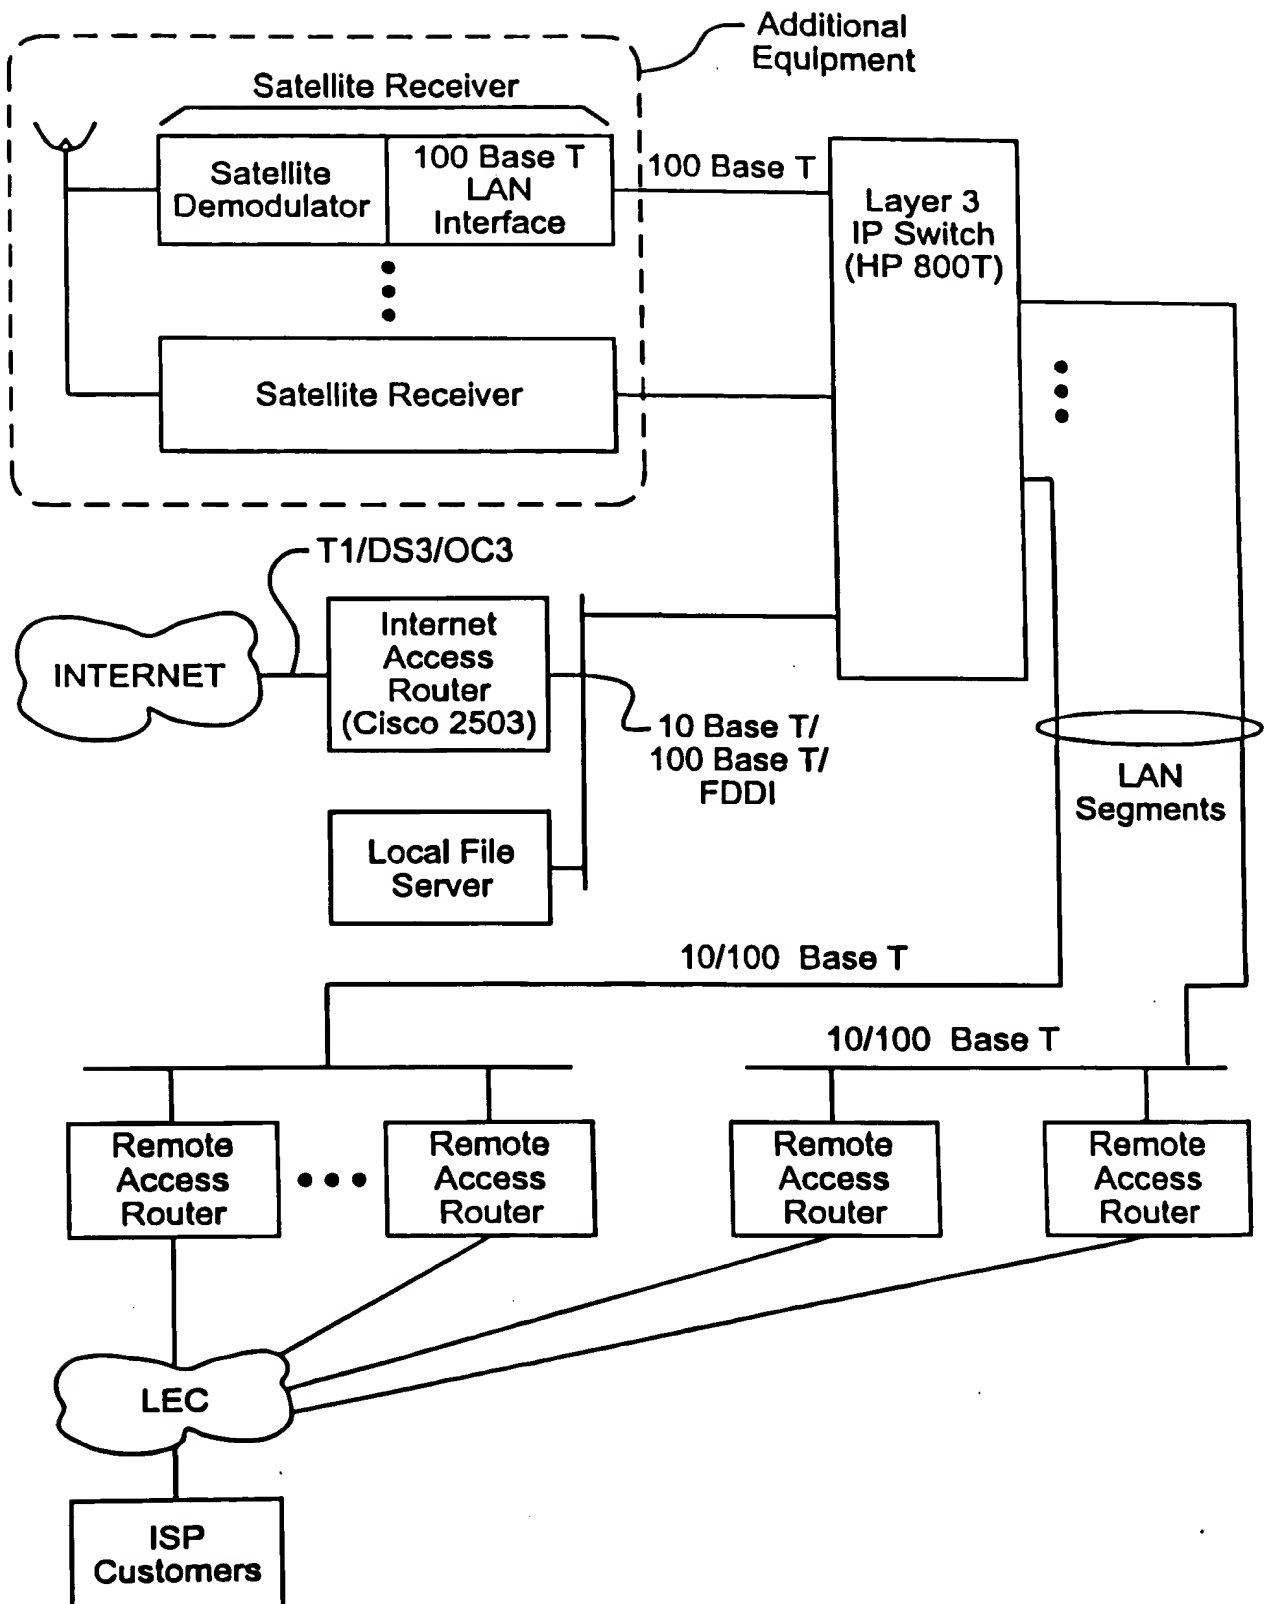 Additional
Equipment
Satellite Receiver
Satellite
Demodulator
100 Base T
LAN
Interface
100 Base T
Layer 3
IP Switch
(HP 800T)
Satellite Receiver
T1/DS3/OC3
INTERNET
Internet
Access
Router
(Cisco 2503)
10 Base T/
100 Base T/
FDDI
LAN
Segments
Local File
Server
10/100 Base T
10/100 Base T
Remote
Access
Router
Remote
Access
Router
Remote
Access
Router
Remote
Access
Router
LEC
ISP
Customers